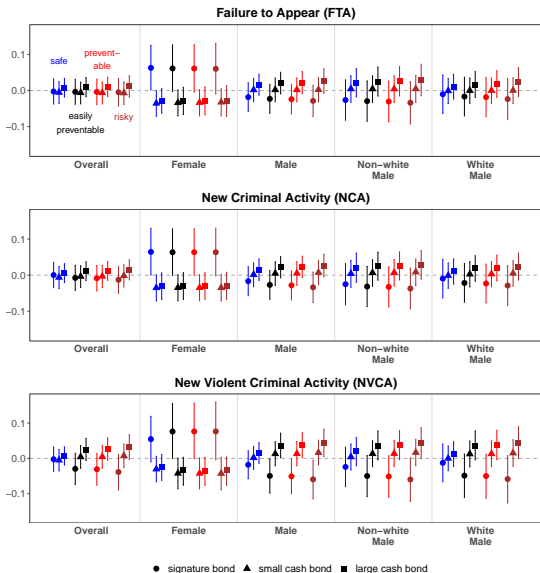 Failure to Appear (FTA)
0.1
0.0
−0.1
safe
prevent−
able
easily
preventable
risky
Overall
Female
Male
Non−white
Male
White
Male
New Criminal Activity (NCA)
0.1
0.0
−0.1
Overall
Female
Male
Non−white
Male
White
Male
New Violent Criminal Activity (NVCA)
0.1
0.0
−0.1
Overall
Female
Male
Non−white
Male
White
Male
signature bond small cash bond large cash bond